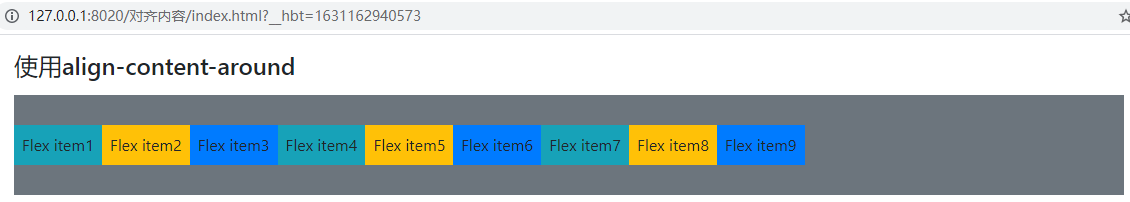 127.0.0.1:8020/对齐内容/index.html?__hbt=1631162940573
使用align-content-around
Flex item1 Flex item2 Flex item3 Flex item4 Flex item5 Flex item6 Flex item7 Flex item8 Flex item9